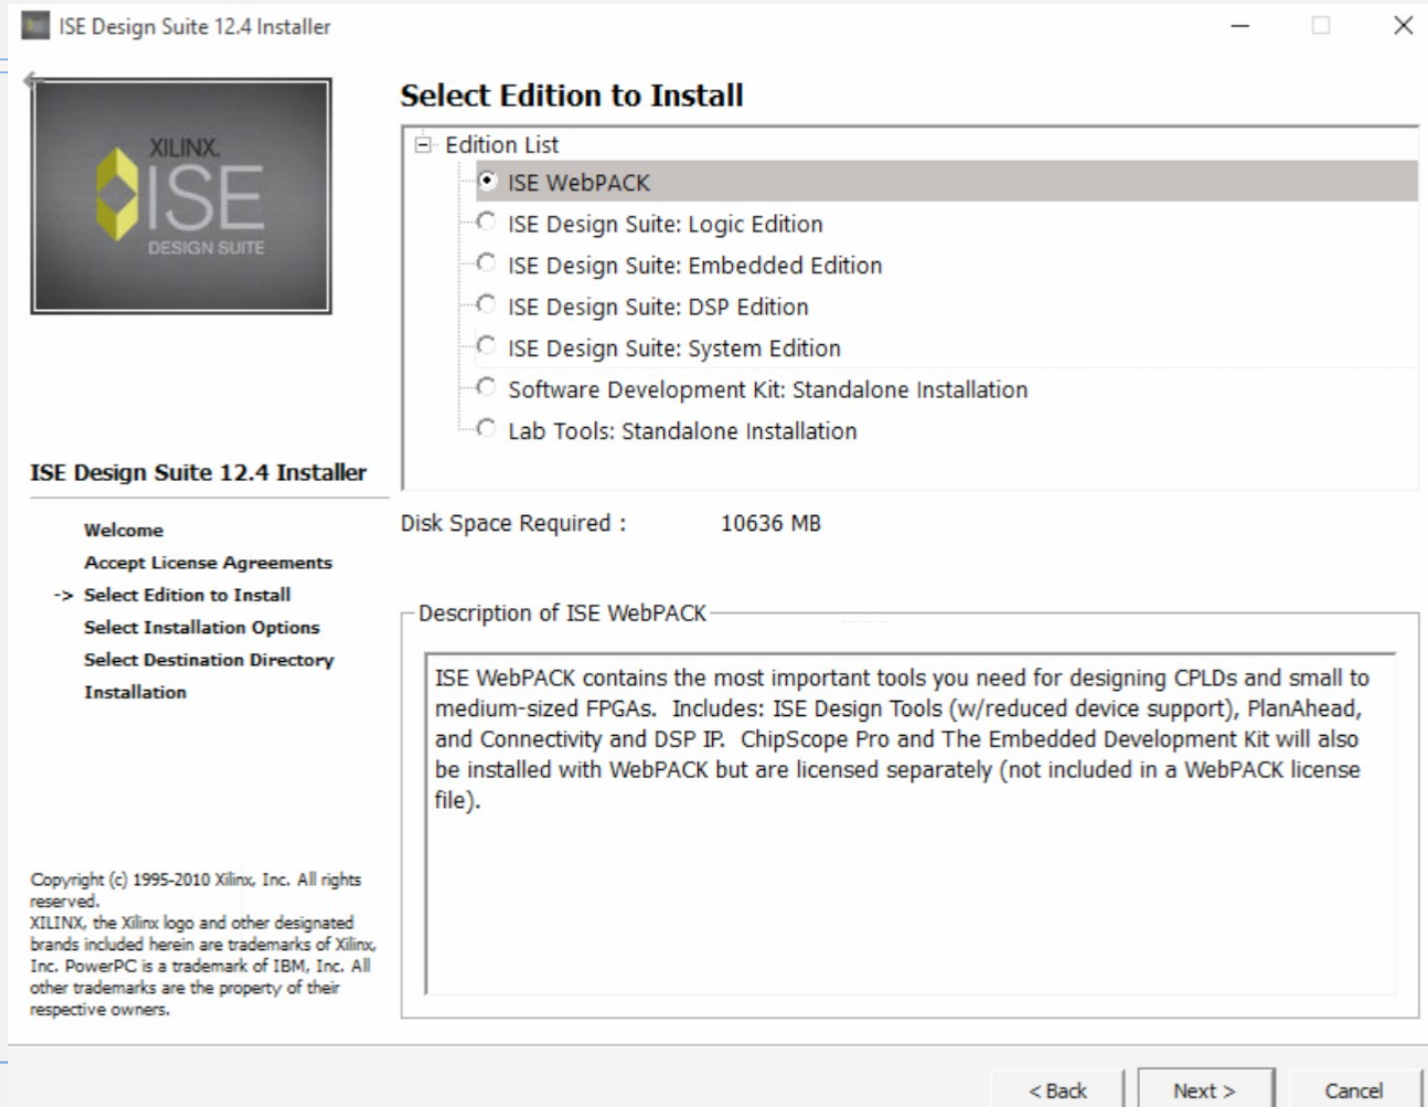 ISE Design Suite 12.4 Installer
XILINX.
ISE
DESIGN SUITE
Select Edition to Install
Edition List
ISE WebPACK
ISE Design Suite: Logic Edition
ISE Design Suite: Embedded Edition
ISE Design Suite: DSP Edition
ISE Design Suite: System Edition
Software Development Kit: Standalone Installation
Lab Tools: Standalone Installation
ISE Design Suite 12.4 Installer
Welcome
Accept License Agreements
-> Select Edition to Install
Select Installation Options
Select Destination Directory
Installation
Disk Space Required : 10636 MB
Description of ISE WebPACK
ISE WebPACK contains the most important tools you need for designing CPLDs and small to
medium-sized FPGAs.  Includes: ISE Design Tools (w/reduced device support), PlanAhead,
and Connectivity and DSP IP.  ChipScope Pro and The Embedded Development Kit will also
be installed with WebPACK but are licensed separately (not included in a WebPACK license
file).
Copyright (c) 1995-2010 Xilinx, Inc. All rights
reserved.
XILINX, the Xilinx logo and other designated
brands included herein are trademarks of Xilinx,
Inc. PowerPC is a trademark of IBM, Inc. All
other trademarks are the property of their
respective owners.
< Back
Next >
Cancel